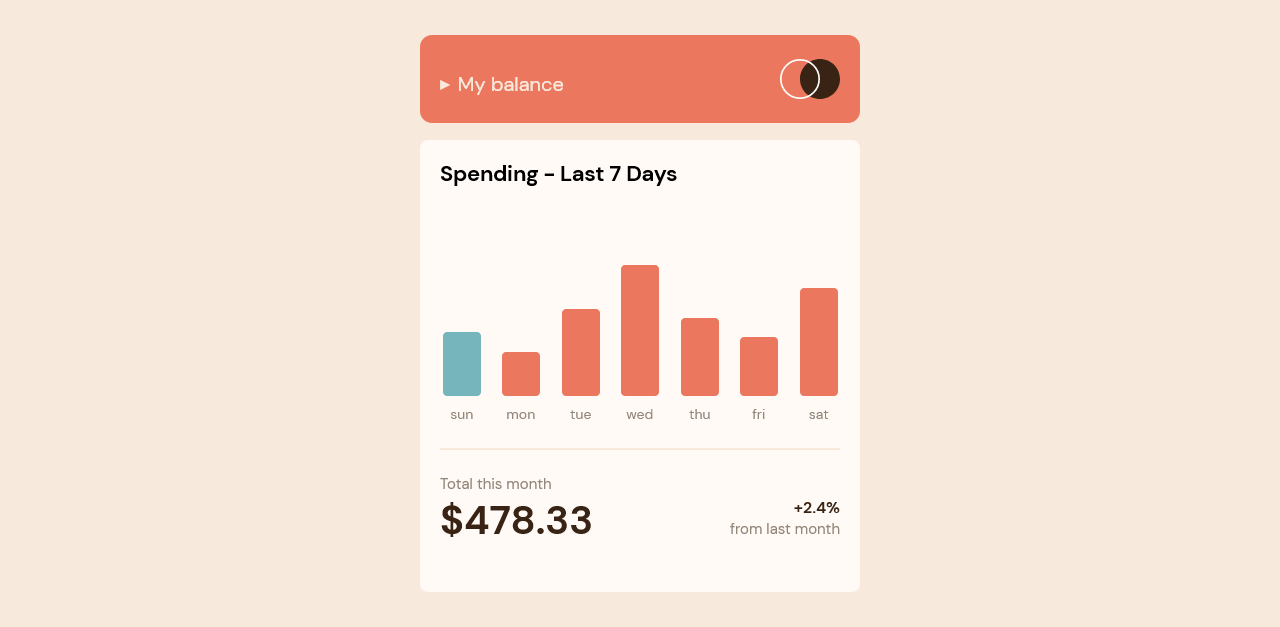 ▶ My balance
Spending - Last 7 Days
sun mon tue wed thu fri sat
Total this month
$478.33
+2.4%
from last month